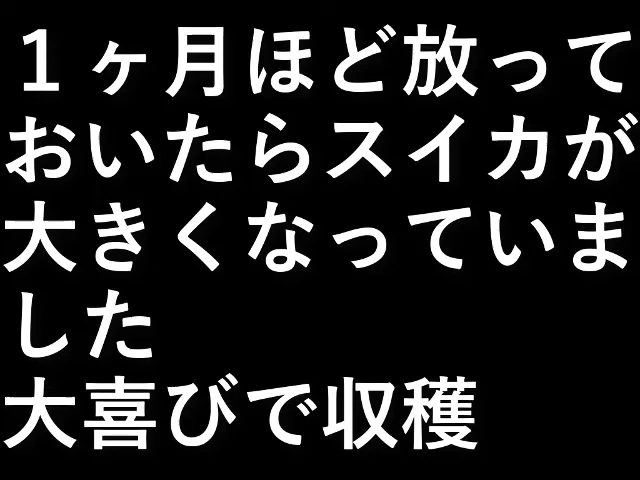 １ヶ月ほど放って
おいたらスイカが
大きくなっていま
した
大喜びで収穫